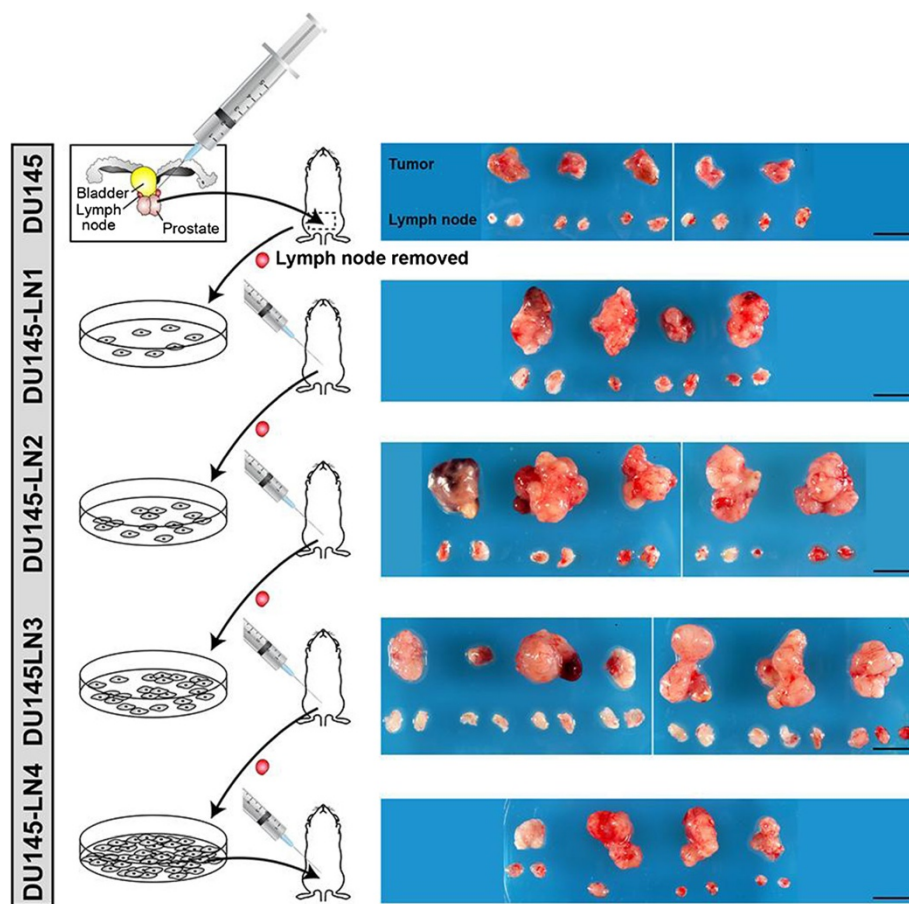 DU145
Bladder
Lymph
node
Prostate
Tumor
Lymph node
Lymph node removed
DU145-LN1
DU145-LN2
DU145LN3
DU145-LN4